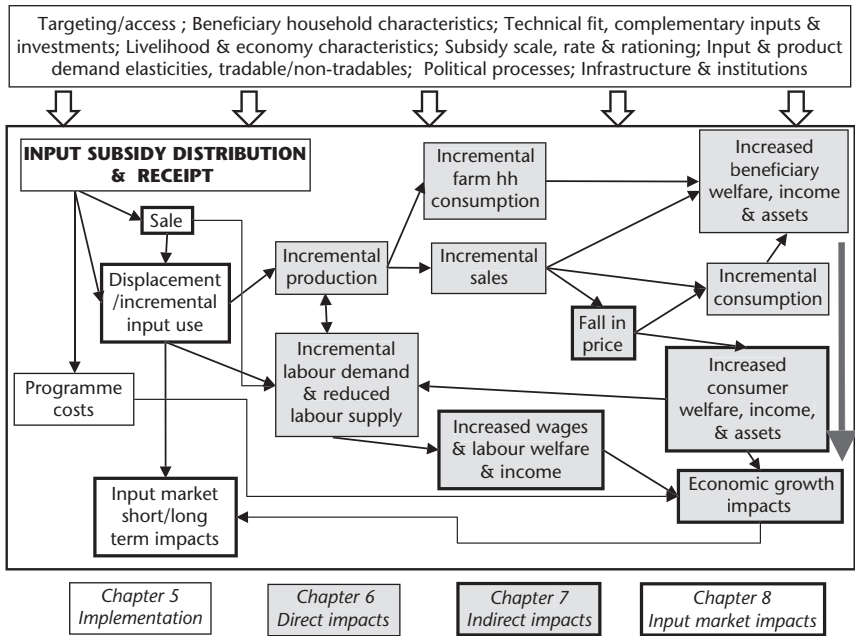 Targeting/access ; Beneficiary household characteristics; Technical fit, complementary inputs &
investments; Livelihood & economy characteristics; Subsidy scale, rate & rationing; Input & product
demand elasticities, tradable/non-tradables; Political processes; Infrastructure & institutions
INPUT SUBSIDY DISTRIBUTION
& RECEIPT
Incremental
farm hh
consumption
Increased
beneficiary
welfare, income
& assets
Sale
Displacement
/incremental
input use
Incremental
production
Incremental
sales
Incremental
consumption
Fall in
price
Programme
costs
Incremental
labour demand
& reduced
labour supply
Increased
consumer
welfare, income,
& assets
Increased wages
& labour welfare
& income
Input market
short/long
term impacts
Economic growth
impacts
Chapter 5
Implementation
Chapter 6
Direct impacts
Chapter 7
Indirect impacts
Chapter 8
Input market impacts